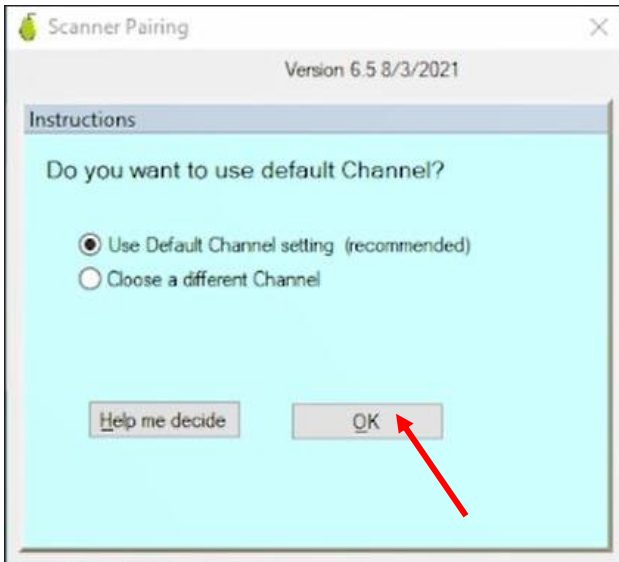 Scanner Pairing
Version 6.5 8/3/2021
Instructions
Do you want to use default Channel?
Use Default Channel setting (recommended)
Cloose a different Channel
Help me decide
OK